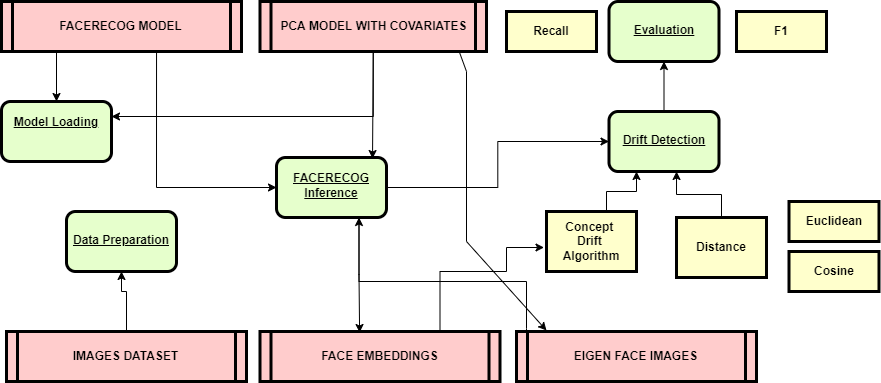 FACERECOG MODEL
PCA MODEL WITH COVARIATES
Recall
Evaluation
F1
Model Loading
Drift Detection
FACERECOG
Inference
Data Preparation
Concept
Drift
Algorithm
Distance
Euclidean
Cosine
IMAGES DATASET
FACE EMBEDDINGS
EIGEN FACE IMAGES